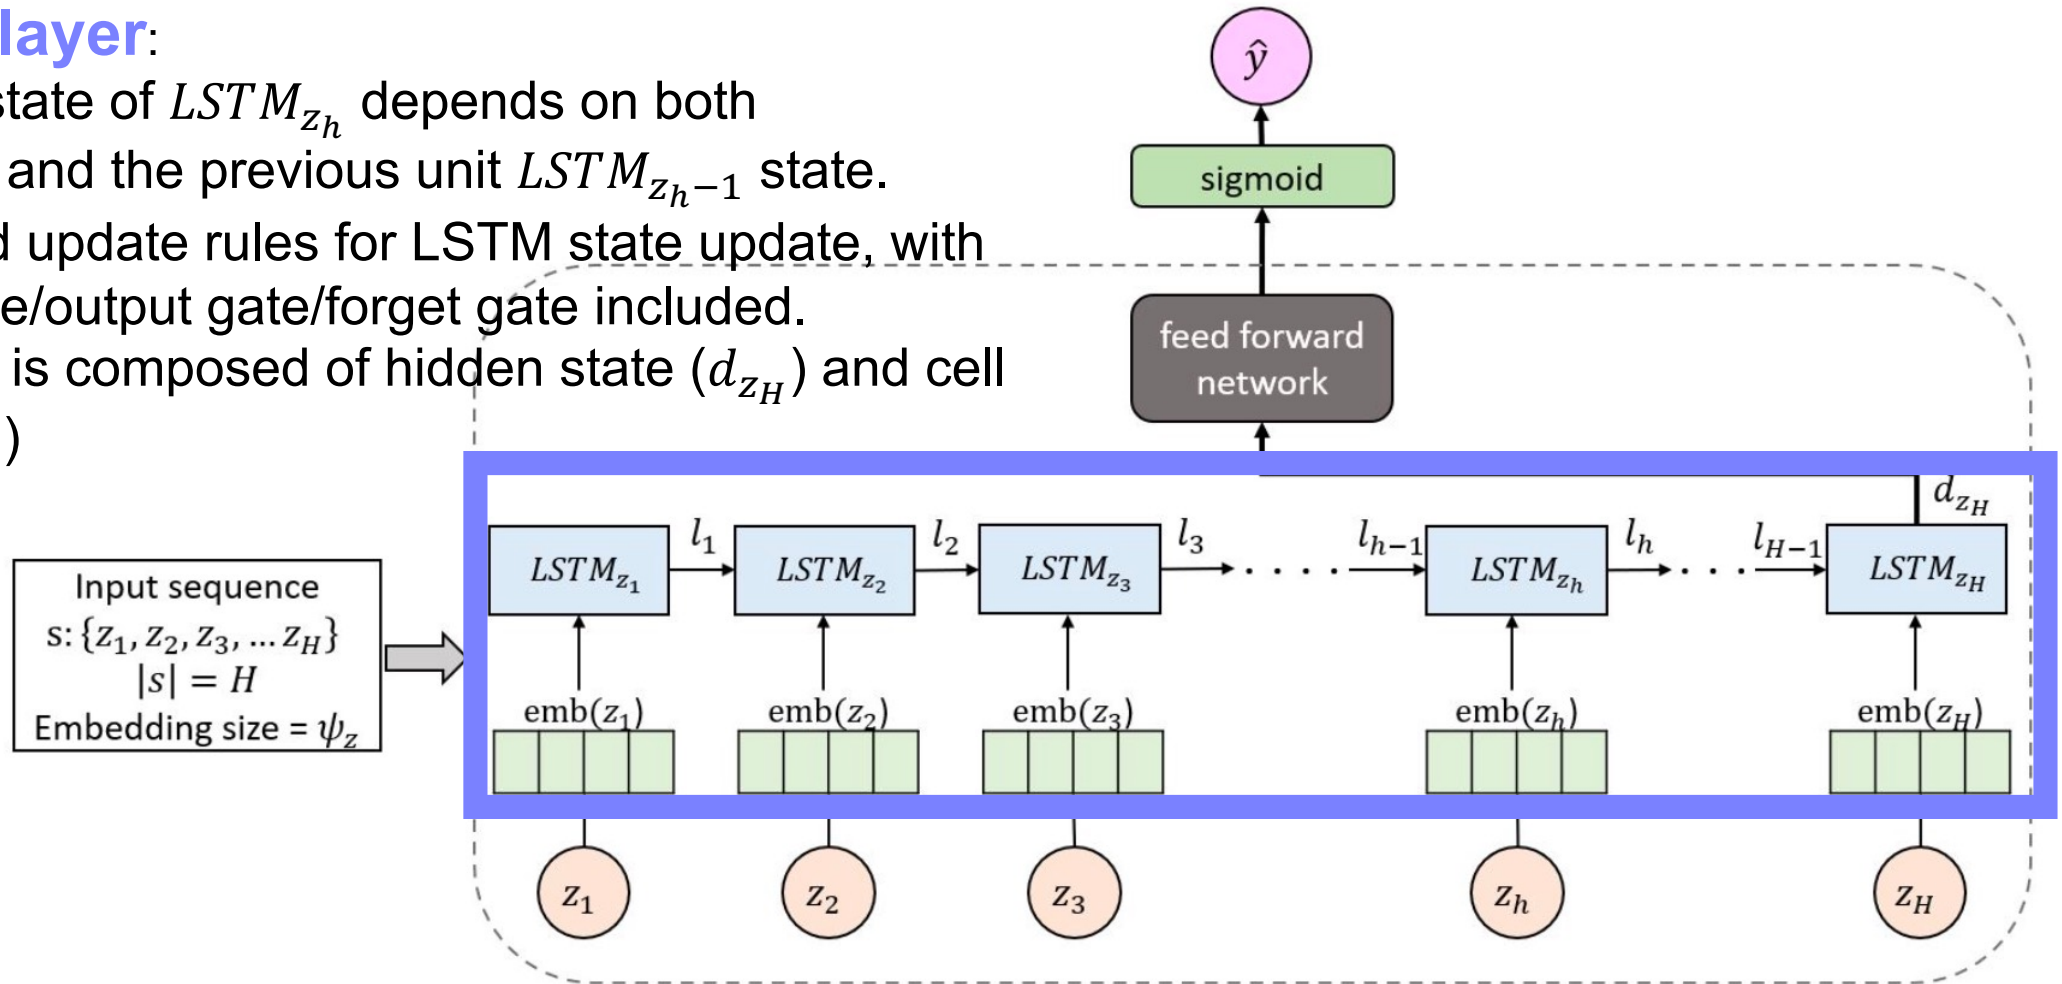 layer:
state of LSTM_{z_h} depends on both
and the previous unit LSTM_{z_h-1} state.
update rules for LSTM state update, with
e/output gate/forget gate included.
is composed of hidden state (d_{z_H}) and cell
)
ŷ
sigmoid
feed forward
network
d_{z_H}
l_1 l_2 l_3 l_{h-1} l_h l_{H-1}
LSTM_{z_1} LSTM_{z_2} LSTM_{z_3} . . . . LSTM_{z_h} . . . LSTM_{z_H}
Input sequence
s: {z_1, z_2, z_3, ... z_H}
|s| = H
Embedding size = ψ_z
emb(z_1) emb(z_2) emb(z_3) emb(z_h) emb(z_H)
z_1 z_2 z_3 z_h z_H